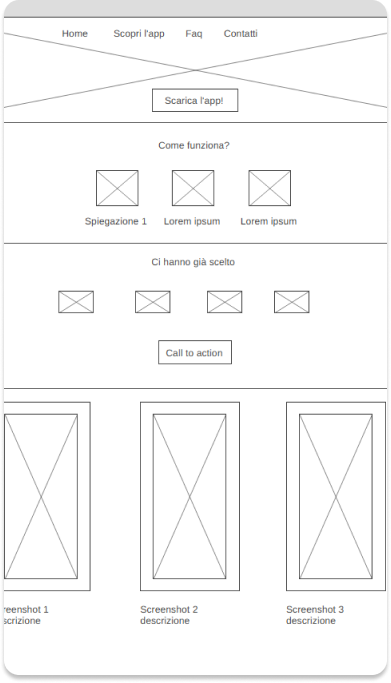 Home Scopri l'app Faq Contatti
Scarica l'app!
Come funziona?
Spiegazione 1 Lorem ipsum Lorem ipsum
Ci hanno già scelto
Call to action
reenshot 1 Screenshot 2 Screenshot 3
scrizione descrizione descrizione